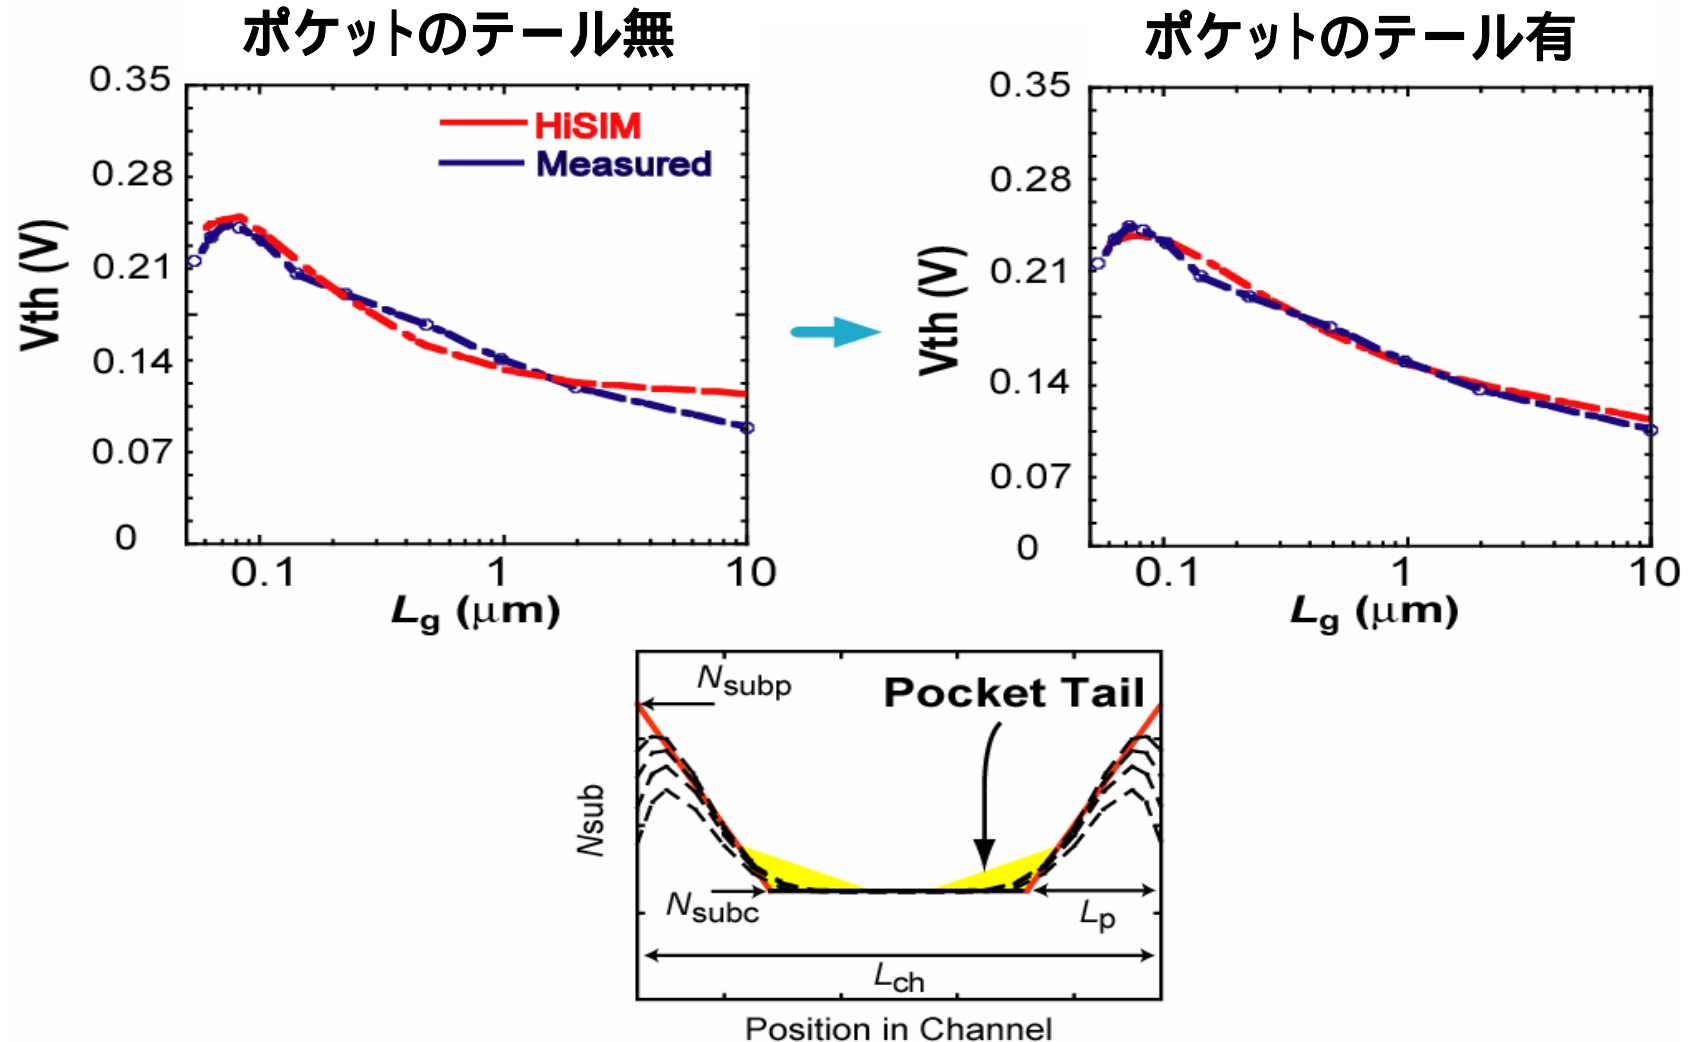 ポケットのテール無
0.35
0.28
0.21
0.14
0.07
0
Vth (V)
HiSIM
Measured
0.1 1 10
Lg (μm)
ポケットのテール有
0.35
0.28
0.21
0.14
0.07
0
Vth (V)
0.1 1 10
Lg (μm)
Nsubp
Pocket Tail
Nsub
Nsubc
Lp
Lch
Position in Channel